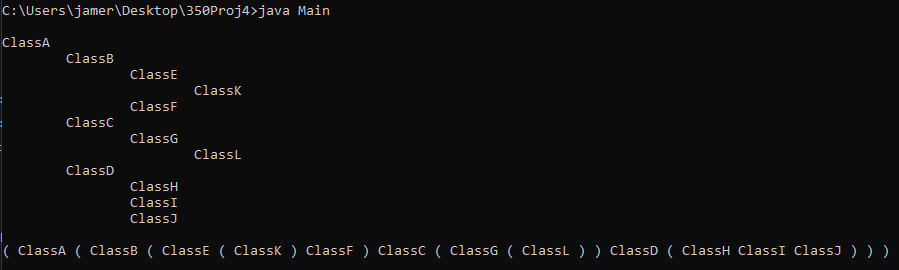 C:\Users\jamer\Desktop\350Proj4>java Main
ClassA
ClassB
ClassE
ClassK
ClassF
ClassC
ClassG
ClassL
ClassD
ClassH
ClassI
ClassJ
( ClassA ( ClassB ( ClassE ( ClassK ) ClassF ) ClassC ( ClassG ( ClassL ) ) ClassD ( ClassH ClassI ClassJ ) ) )